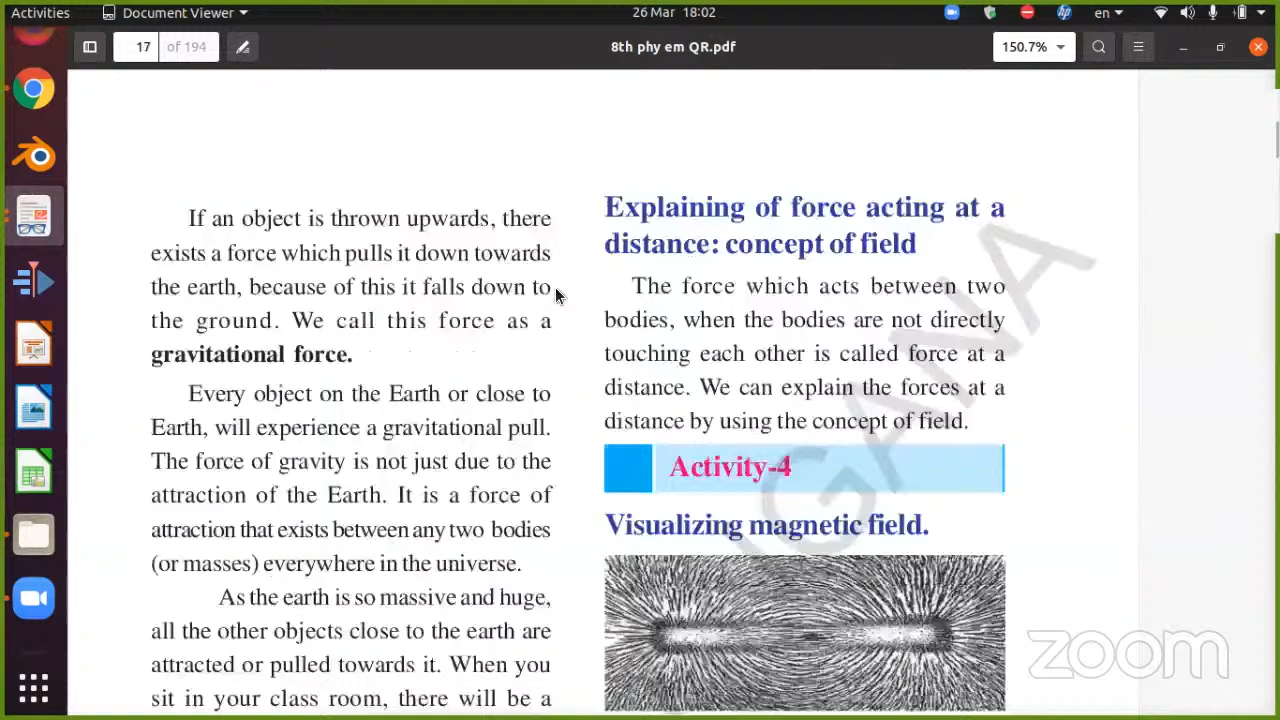 Activities
Document Viewer
26 Mar 18:02
en
17
of 194
8th phy em QR.pdf
150.7%
If an object is thrown upwards, there
exists a force which pulls it down towards
the earth, because of this it falls down to
the ground. We call this force as a
gravitational force.
Every object on the Earth or close to
Earth, will experience a gravitational pull.
The force of gravity is not just due to the
attraction of the Earth. It is a force of
attraction that exists between any two bodies
(or masses) everywhere in the universe.
As the earth is so massive and huge,
all the other objects close to the earth are
attracted or pulled towards it. When you
sit in your class room, there will be a
Explaining of force acting at a
distance: concept of field
The force which acts between two
bodies, when the bodies are not directly
touching each other is called force at a
distance. We can explain the forces at a
distance by using the concept of field.
Activity-4
Visualizing magnetic field.
GANA
zoom